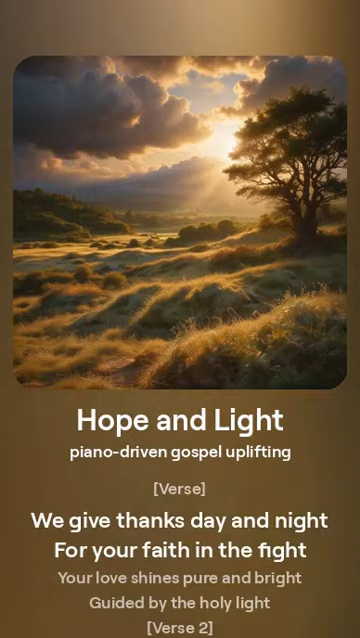 Hope and Light
piano-driven gospel uplifting
[Verse]
We give thanks day and night
For your faith in the fight
Your love shines pure and bright
Guided by the holy light
[Verse 2]